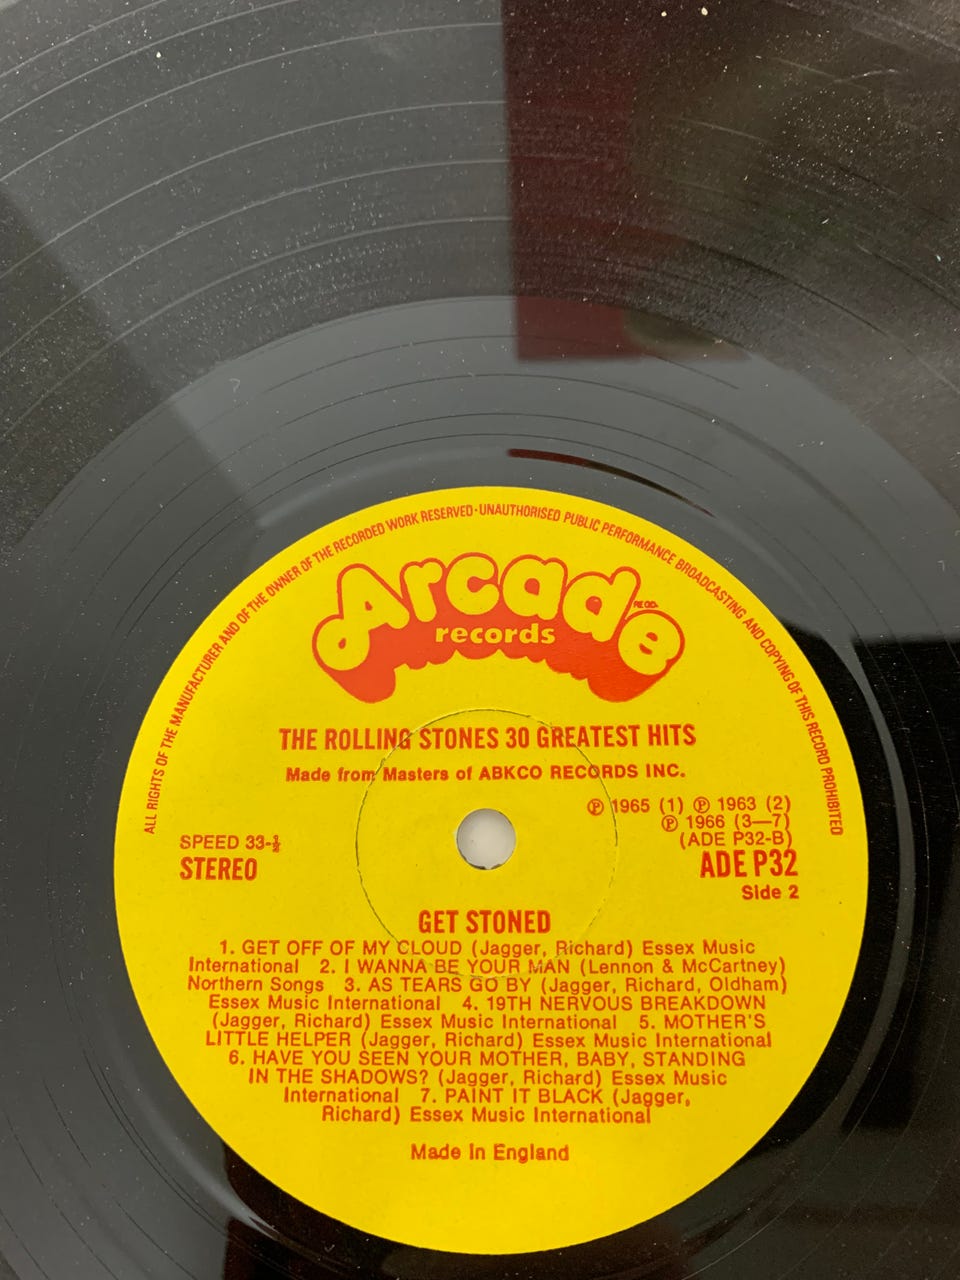 ALL RIGHTS OF THE MANUFACTURER AND OF THE OWNER OF THE RECORDED WORK RESERVED · UNAUTHORISED PUBLIC PERFORMANCE BROADCASTING AND COPYING OF THIS RECORD PROHIBITED
Arcade
REGD.
records
THE ROLLING STONES 30 GREATEST HITS
Made from Masters of ABKCO RECORDS INC.
℗ 1965 (1) ℗ 1963 (2)
℗ 1966 (3—7)
(ADE P32-B)
SPEED 33-⅓
STEREO
ADE P32
Side 2
GET STONED
1. GET OFF OF MY CLOUD (Jagger, Richard) Essex Music
International 2. I WANNA BE YOUR MAN (Lennon & McCartney)
Northern Songs 3. AS TEARS GO BY (Jagger, Richard, Oldham)
Essex Music International 4. 19TH NERVOUS BREAKDOWN
(Jagger, Richard) Essex Music International 5. MOTHER'S
LITTLE HELPER (Jagger, Richard) Essex Music International
6. HAVE YOU SEEN YOUR MOTHER, BABY, STANDING
IN THE SHADOWS? (Jagger, Richard) Essex Music
International 7. PAINT IT BLACK (Jagger,
Richard) Essex Music International
Made in England